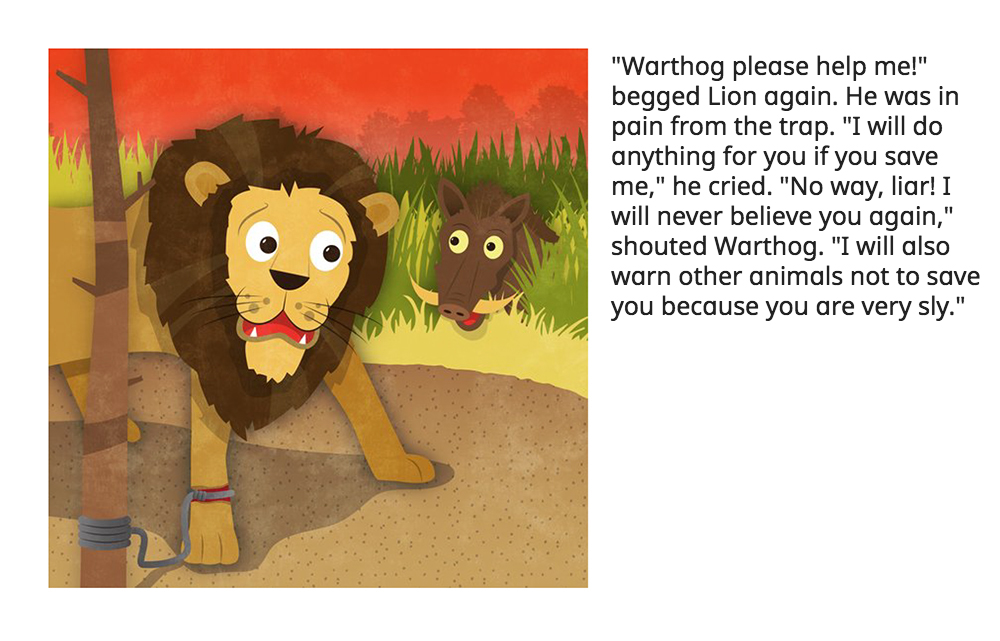 "Warthog please help me!"
begged Lion again. He was in
pain from the trap. "I will do
anything for you if you save
me," he cried. "No way, liar! I
will never believe you again,"
shouted Warthog. "I will also
warn other animals not to save
you because you are very sly."